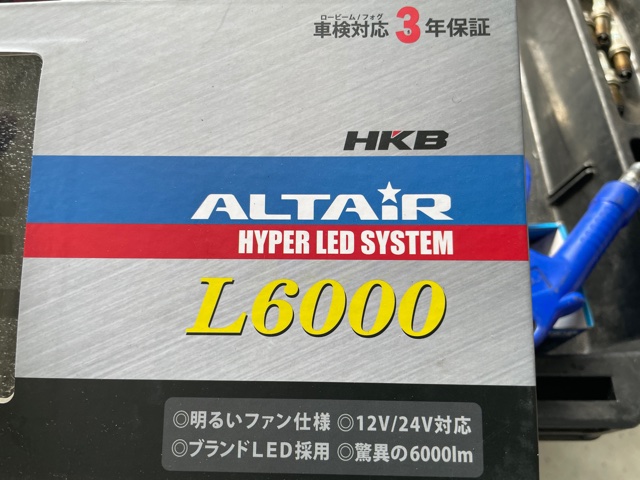 ロービーム/フォグ
車検対応 3年保証
HKB
ALTAiR
HYPER LED SYSTEM
L6000
◎明るいファン仕様 ◎12V/24V対応
◎ブランドLED採用 ◎驚異の6000lm